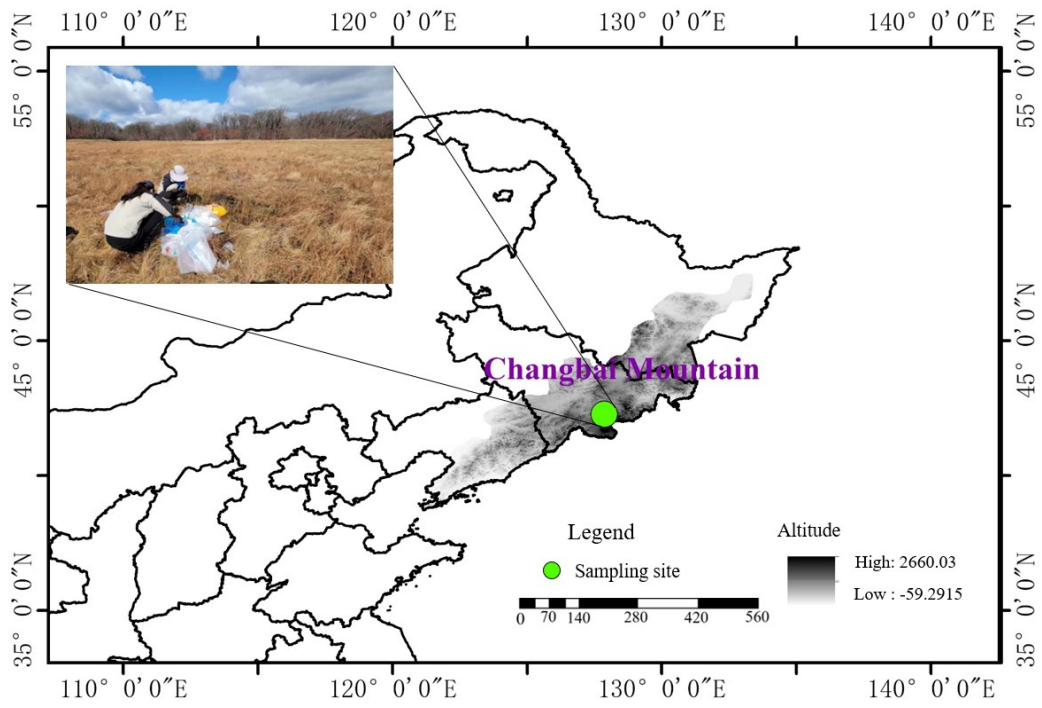 110° 0′0″E 120° 0′0″E 130° 0′0″E 140° 0′0″E
55° 0′0″N 55° 0′0″N
45° 0′0″N 45° 0′0″N
Changbai Mountain
35° 0′0″N 35° 0′0″N
Legend
Sampling site
0 70 140 280 420 560
Altitude
High: 2660.03
Low : -59.2915
110° 0′0″E 120° 0′0″E 130° 0′0″E 140° 0′0″E